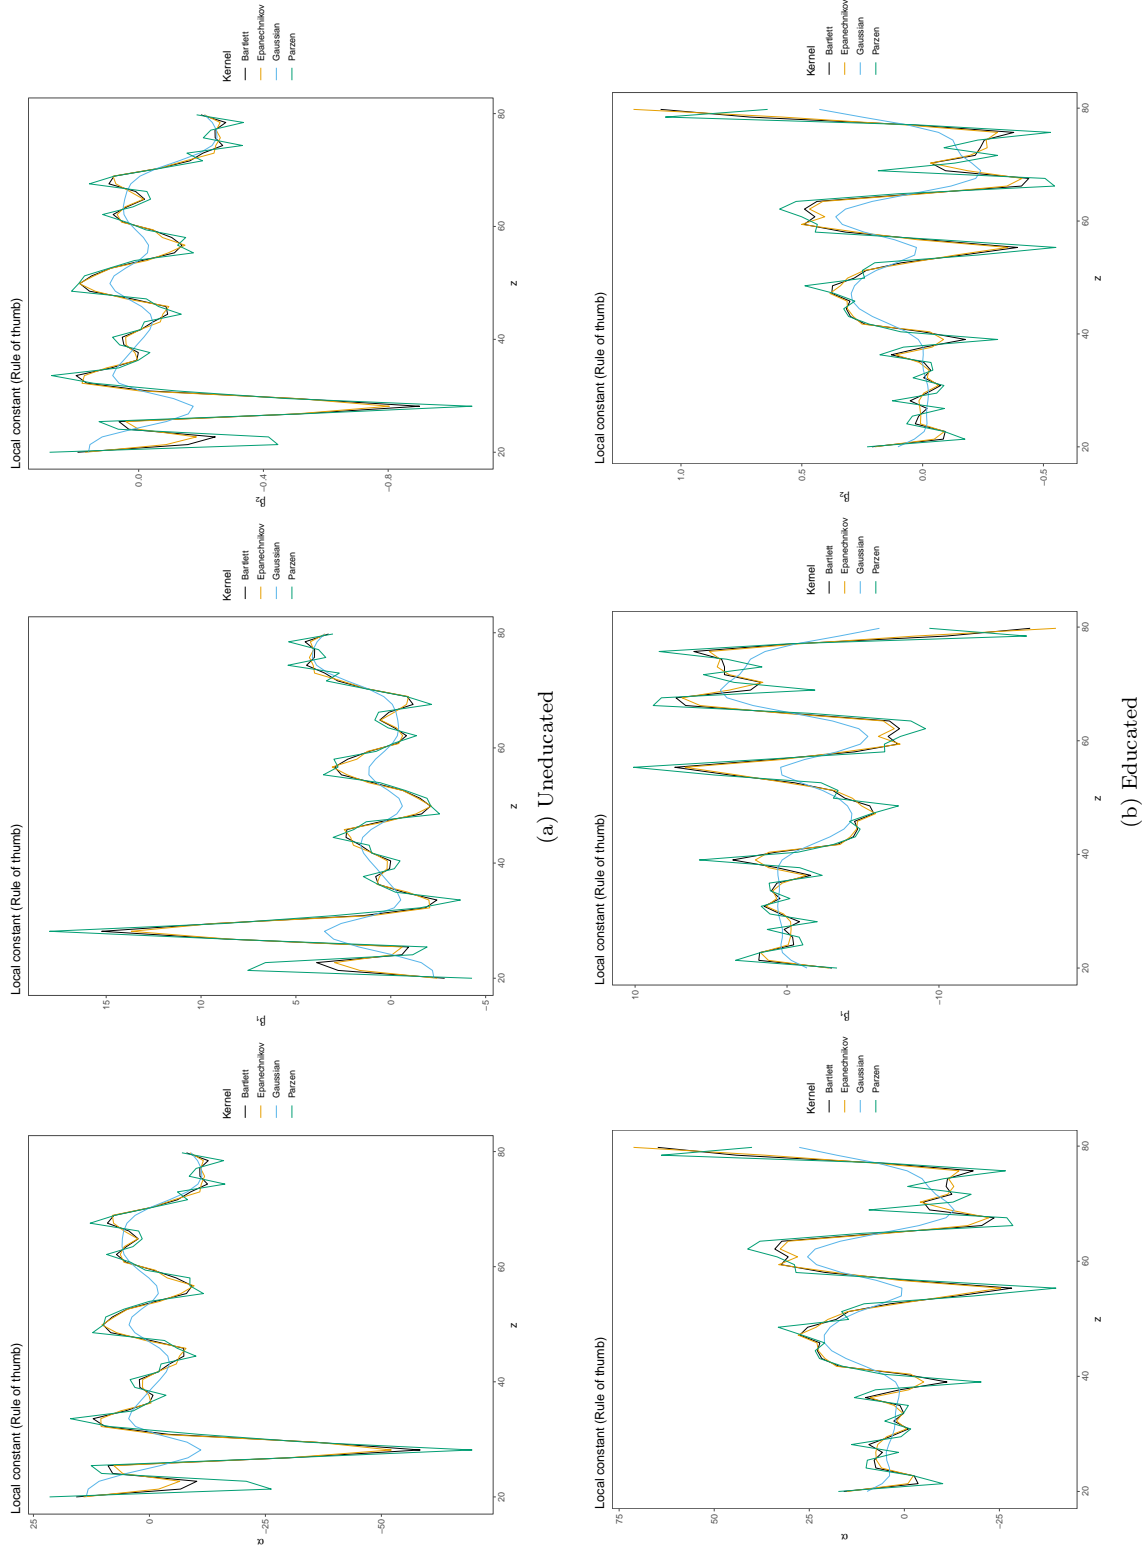 Local constant (Rule of thumb)
25
0
−25
−50
α
20 40 60 80
z
Kernel
Bartlett
Epanechnikov
Gaussian
Parzen
Local constant (Rule of thumb)
15
10
5
0
−5
β₁
20 40 60 80
z
Kernel
Bartlett
Epanechnikov
Gaussian
Parzen
Local constant (Rule of thumb)
0.0
−0.4
−0.8
β₂
20 40 60 80
z
Kernel
Bartlett
Epanechnikov
Gaussian
Parzen
(a) Uneducated
Local constant (Rule of thumb)
75
50
25
0
−25
α
20 40 60 80
z
Kernel
Bartlett
Epanechnikov
Gaussian
Parzen
Local constant (Rule of thumb)
10
0
−10
β₁
20 40 60 80
z
Kernel
Bartlett
Epanechnikov
Gaussian
Parzen
Local constant (Rule of thumb)
1.0
0.5
0.0
−0.5
β₂
20 40 60 80
z
Kernel
Bartlett
Epanechnikov
Gaussian
Parzen
(b) Educated